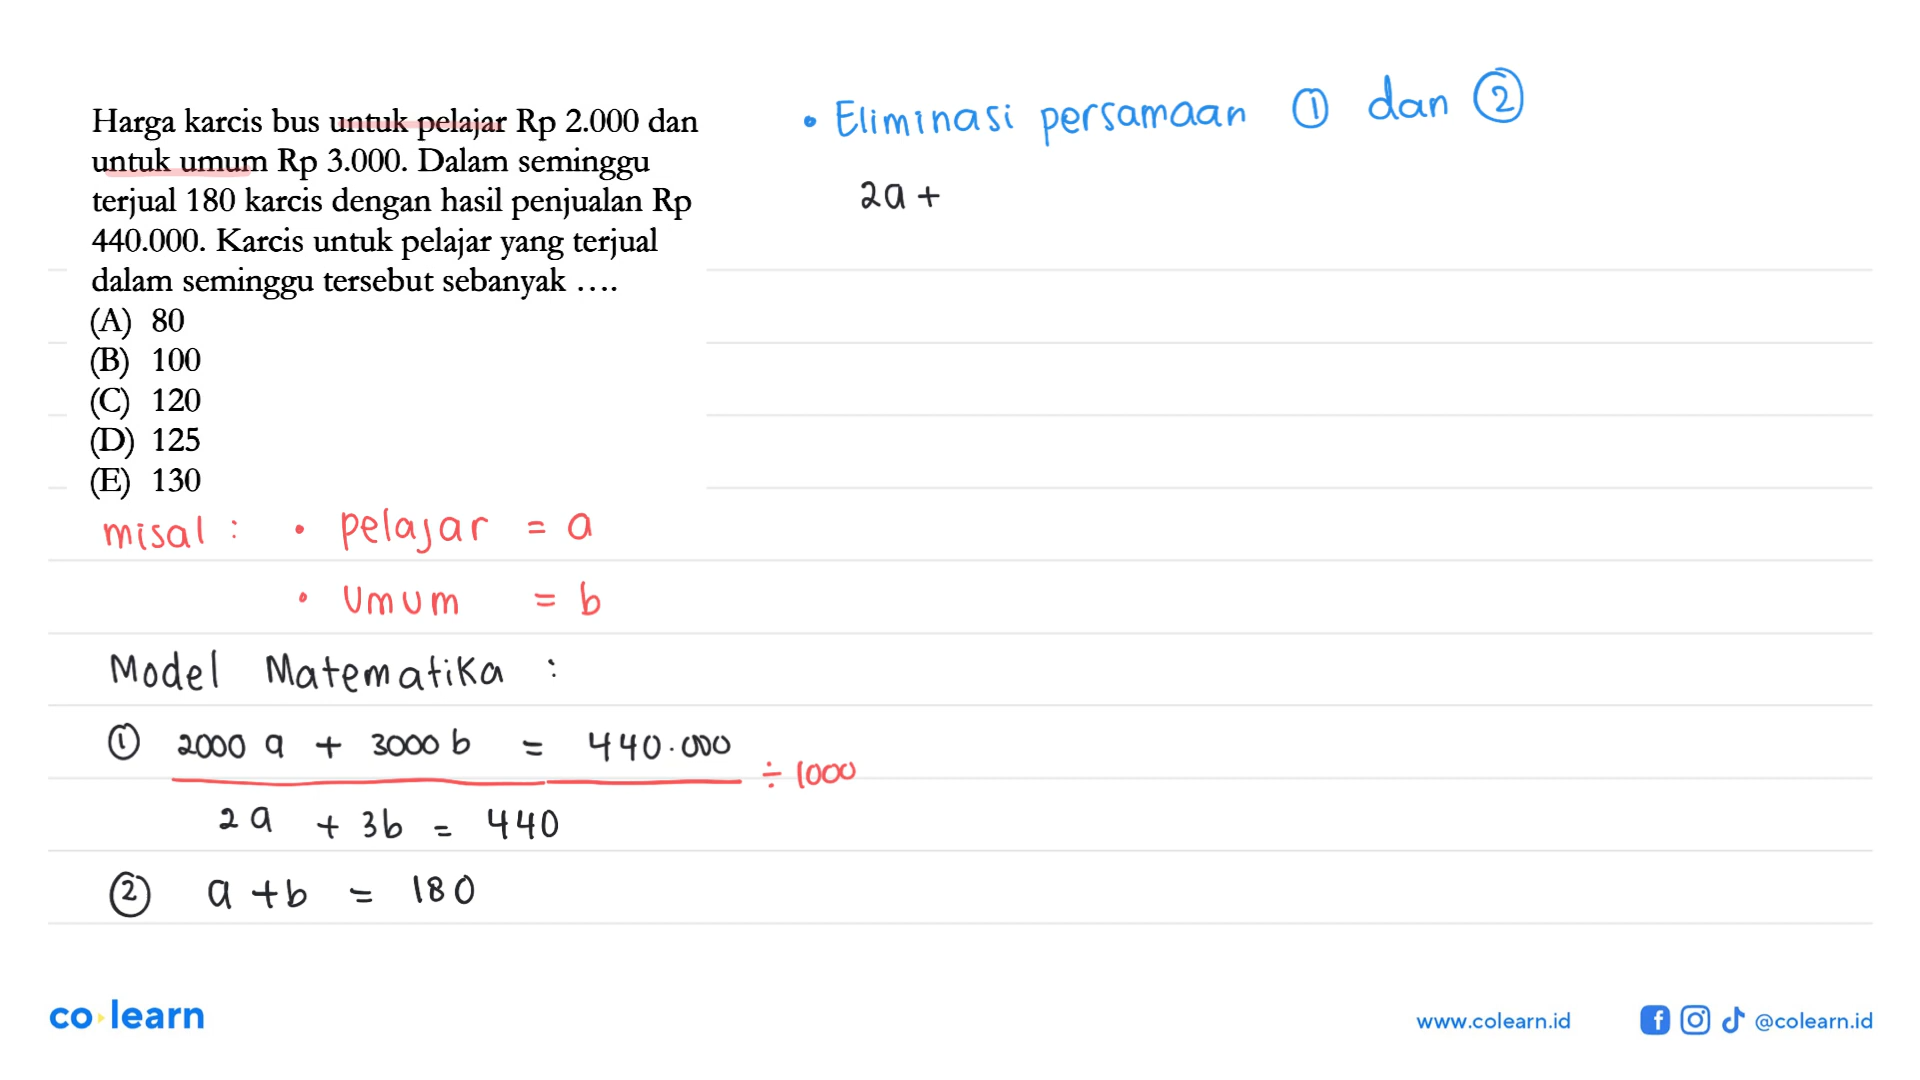 Harga karcis bus untuk pelajar Rp 2.000 dan
untuk umum Rp 3.000. Dalam seminggu
terjual 180 karcis dengan hasil penjualan Rp
440.000. Karcis untuk pelajar yang terjual
dalam seminggu tersebut sebanyak ....
(A) 80
(B) 100
(C) 120
(D) 125
(E) 130
misal : • pelajar = a
• umum = b
Model Matematika :
① 2000 a + 3000 b = 440.000
÷ 1000
2a + 3b = 440
② a + b = 180
• Eliminasi persamaan ① dan ②
2a +
co learn
www.colearn.id
@colearn.id